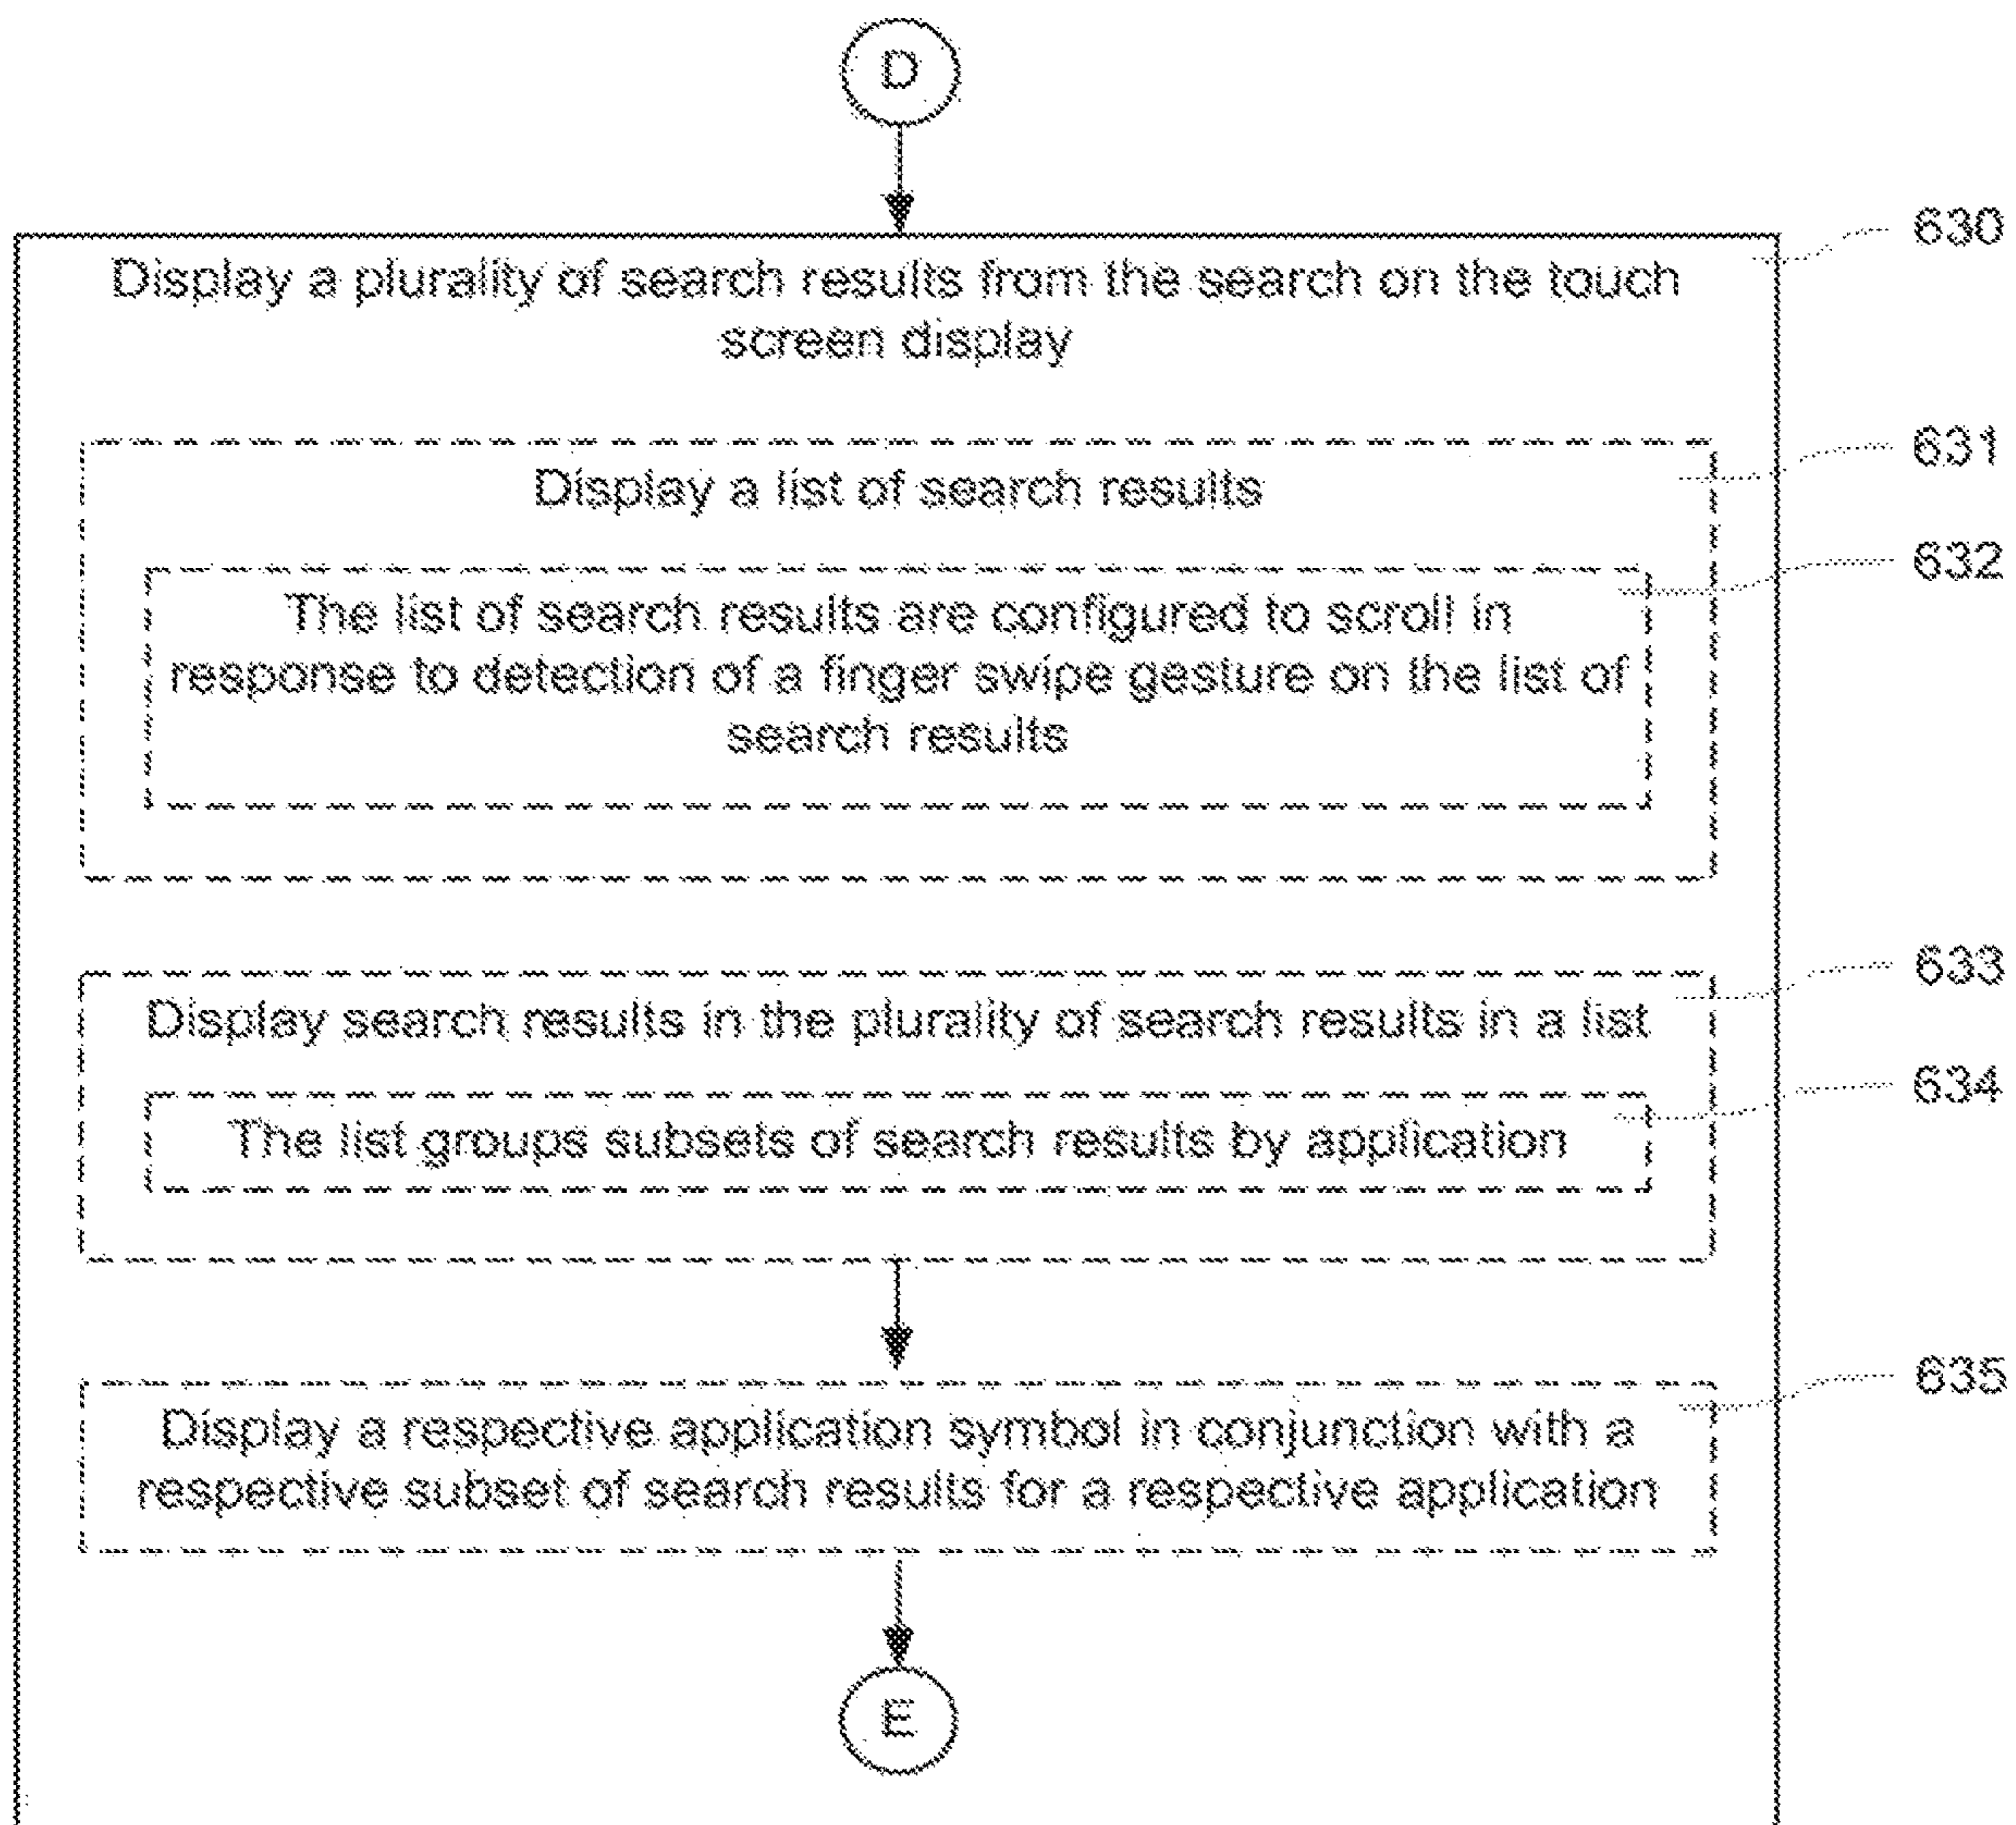 D
630
Display a plurality of search results from the search on the touch
screen display
631
Display a list of search results
632
The list of search results are configured to scroll in
response to detection of a finger swipe gesture on the list of
search results
633
Display search results in the plurality of search results in a list
634
The list groups subsets of search results by application
635
Display a respective application symbol in conjunction with a
respective subset of search results for a respective application
E